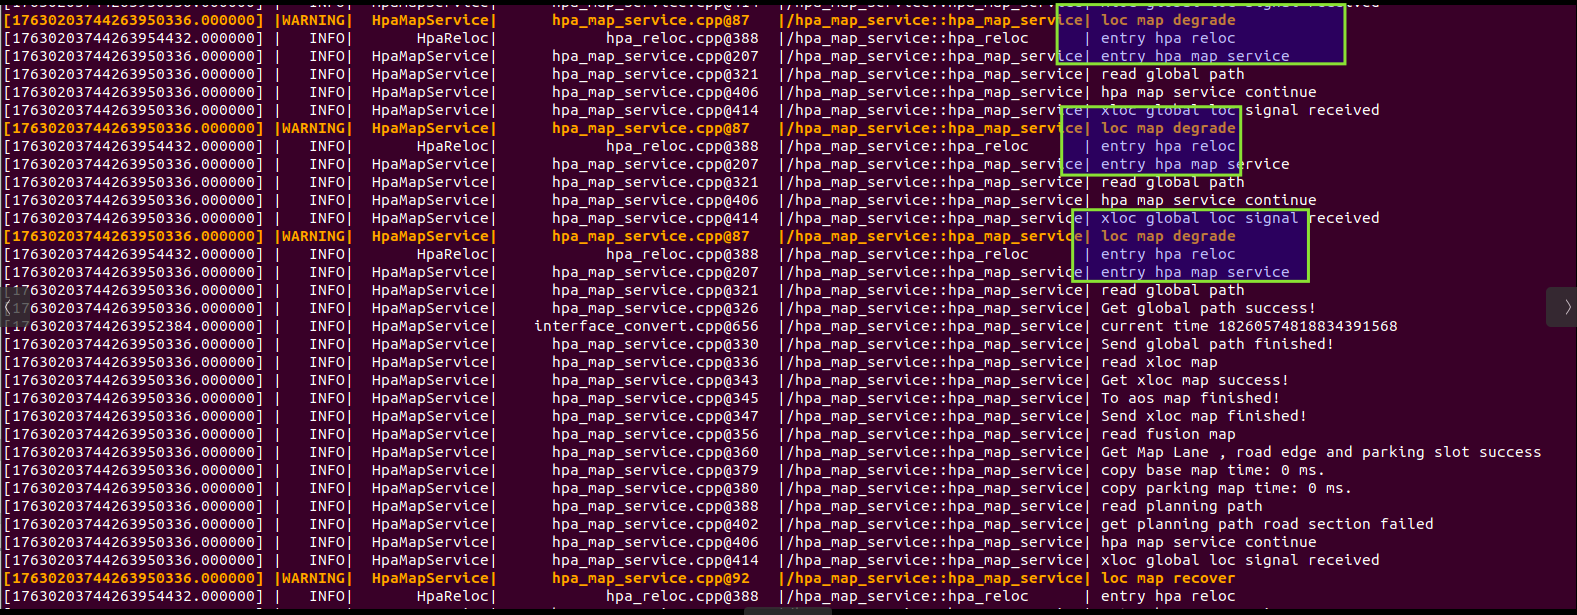 [17630203744263950336.000000] |WARNING| HpaMapService| hpa_map_service.cpp@87 |/hpa_map_service::hpa_map_service| loc map degrade
[17630203744263954432.000000] | INFO| HpaReloc| hpa_reloc.cpp@388 |/hpa_map_service::hpa_reloc | entry hpa reloc
[17630203744263950336.000000] | INFO| HpaMapService| hpa_map_service.cpp@207 |/hpa_map_service::hpa_map_service| entry hpa map service
[17630203744263950336.000000] | INFO| HpaMapService| hpa_map_service.cpp@321 |/hpa_map_service::hpa_map_service| read global path
[17630203744263950336.000000] | INFO| HpaMapService| hpa_map_service.cpp@406 |/hpa_map_service::hpa_map_service| hpa map service continue
[17630203744263950336.000000] | INFO| HpaMapService| hpa_map_service.cpp@414 |/hpa_map_service::hpa_map_service| xloc global loc signal received
[17630203744263950336.000000] |WARNING| HpaMapService| hpa_map_service.cpp@87 |/hpa_map_service::hpa_map_service| loc map degrade
[17630203744263954432.000000] | INFO| HpaReloc| hpa_reloc.cpp@388 |/hpa_map_service::hpa_reloc | entry hpa reloc
[17630203744263950336.000000] | INFO| HpaMapService| hpa_map_service.cpp@207 |/hpa_map_service::hpa_map_service| entry hpa map service
[17630203744263950336.000000] | INFO| HpaMapService| hpa_map_service.cpp@321 |/hpa_map_service::hpa_map_service| read global path
[17630203744263950336.000000] | INFO| HpaMapService| hpa_map_service.cpp@406 |/hpa_map_service::hpa_map_service| hpa map service continue
[17630203744263950336.000000] | INFO| HpaMapService| hpa_map_service.cpp@414 |/hpa_map_service::hpa_map_service| xloc global loc signal received
[17630203744263950336.000000] |WARNING| HpaMapService| hpa_map_service.cpp@87 |/hpa_map_service::hpa_map_service| loc map degrade
[17630203744263954432.000000] | INFO| HpaReloc| hpa_reloc.cpp@388 |/hpa_map_service::hpa_reloc | entry hpa reloc
[17630203744263950336.000000] | INFO| HpaMapService| hpa_map_service.cpp@207 |/hpa_map_service::hpa_map_service| entry hpa map service
[17630203744263950336.000000] | INFO| HpaMapService| hpa_map_service.cpp@321 |/hpa_map_service::hpa_map_service| read global path
[17630203744263950336.000000] | INFO| HpaMapService| hpa_map_service.cpp@326 |/hpa_map_service::hpa_map_service| Get global path success!
[17630203744263952384.000000] | INFO| HpaMapService| interface_convert.cpp@656 |/hpa_map_service::hpa_map_service| current time 18260574818834391568
[17630203744263950336.000000] | INFO| HpaMapService| hpa_map_service.cpp@330 |/hpa_map_service::hpa_map_service| Send global path finished!
[17630203744263950336.000000] | INFO| HpaMapService| hpa_map_service.cpp@336 |/hpa_map_service::hpa_map_service| read xloc map
[17630203744263950336.000000] | INFO| HpaMapService| hpa_map_service.cpp@343 |/hpa_map_service::hpa_map_service| Get xloc map success!
[17630203744263950336.000000] | INFO| HpaMapService| hpa_map_service.cpp@345 |/hpa_map_service::hpa_map_service| To aos map finished!
[17630203744263950336.000000] | INFO| HpaMapService| hpa_map_service.cpp@347 |/hpa_map_service::hpa_map_service| Send xloc map finished!
[17630203744263950336.000000] | INFO| HpaMapService| hpa_map_service.cpp@356 |/hpa_map_service::hpa_map_service| read fusion map
[17630203744263950336.000000] | INFO| HpaMapService| hpa_map_service.cpp@360 |/hpa_map_service::hpa_map_service| Get Map Lane , road edge and parking slot success
[17630203744263950336.000000] | INFO| HpaMapService| hpa_map_service.cpp@379 |/hpa_map_service::hpa_map_service| copy base map time: 0 ms.
[17630203744263950336.000000] | INFO| HpaMapService| hpa_map_service.cpp@380 |/hpa_map_service::hpa_map_service| copy parking map time: 0 ms.
[17630203744263950336.000000] | INFO| HpaMapService| hpa_map_service.cpp@388 |/hpa_map_service::hpa_map_service| read planning path
[17630203744263950336.000000] | INFO| HpaMapService| hpa_map_service.cpp@402 |/hpa_map_service::hpa_map_service| get planning path road section failed
[17630203744263950336.000000] | INFO| HpaMapService| hpa_map_service.cpp@406 |/hpa_map_service::hpa_map_service| hpa map service continue
[17630203744263950336.000000] | INFO| HpaMapService| hpa_map_service.cpp@414 |/hpa_map_service::hpa_map_service| xloc global loc signal received
[17630203744263950336.000000] |WARNING| HpaMapService| hpa_map_service.cpp@92 |/hpa_map_service::hpa_map_service| loc map recover
[17630203744263954432.000000] | INFO| HpaReloc| hpa_reloc.cpp@388 |/hpa_map_service::hpa_reloc | entry hpa reloc